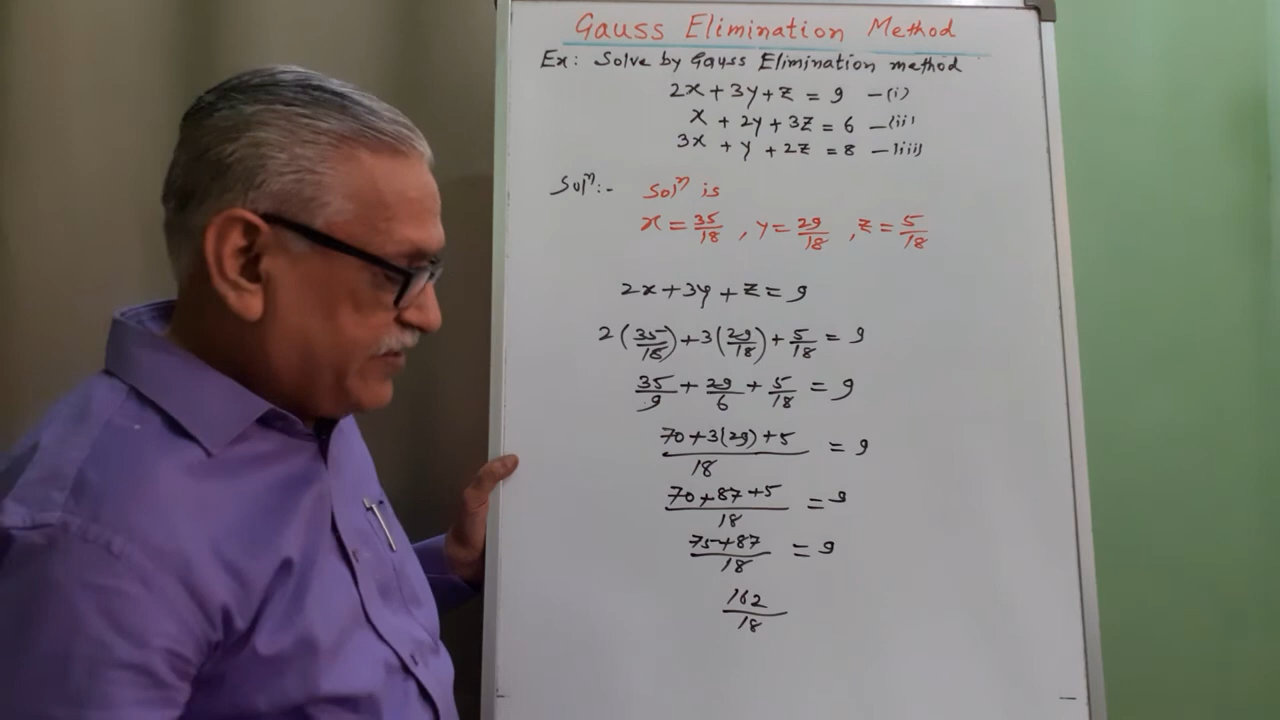 Gauss Elimination Method
Ex: Solve by Gauss Elimination method
2x + 3y + z = 9 —(i)
x + 2y + 3z = 6 —(ii)
3x + y + 2z = 8 —(iii)
Solⁿ:- Solⁿ is
x = 35/18 , y = 29/18 , z = 5/18
2x + 3y + z = 9
2(35/18) + 3(29/18) + 5/18 = 9
35/9 + 29/6 + 5/18 = 9
70 + 3(29) + 5 / 18 = 9
70 + 87 + 5 / 18 = 9
75 + 87 / 18 = 9
162 / 18